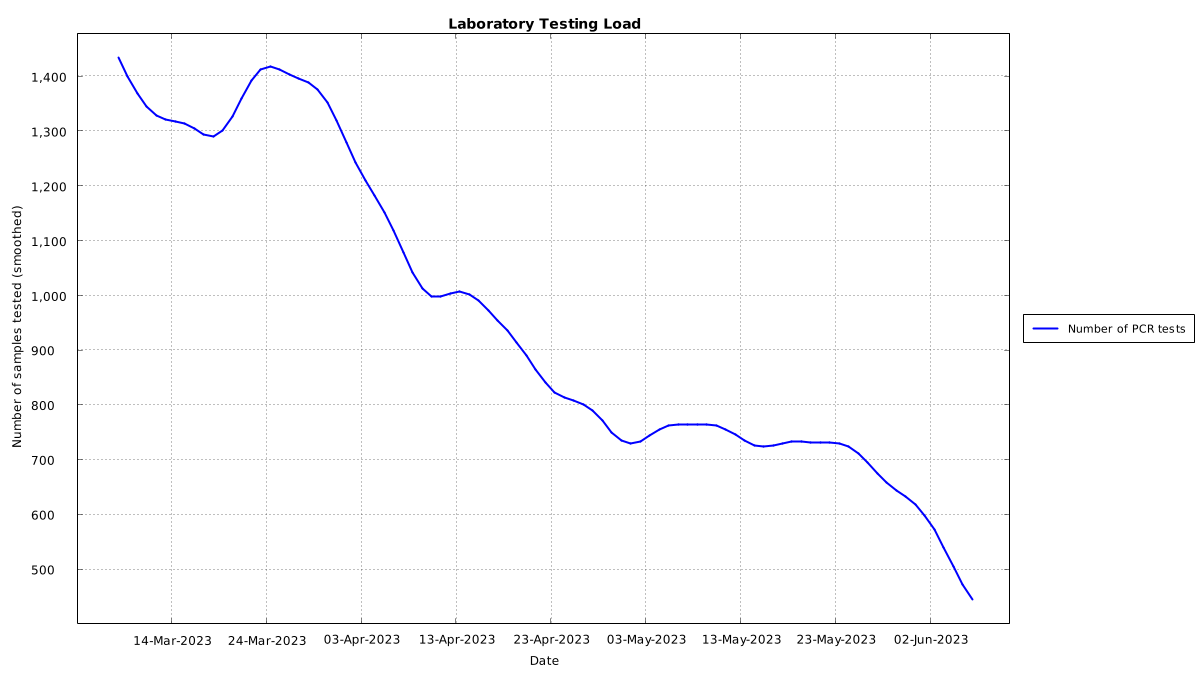 Laboratory Testing Load
Number of samples tested (smoothed)
1,400
1,300
1,200
1,100
1,000
900
800
700
600
500
14-Mar-2023 24-Mar-2023 03-Apr-2023 13-Apr-2023 23-Apr-2023 03-May-2023 13-May-2023 23-May-2023 02-Jun-2023
Date
Number of PCR tests